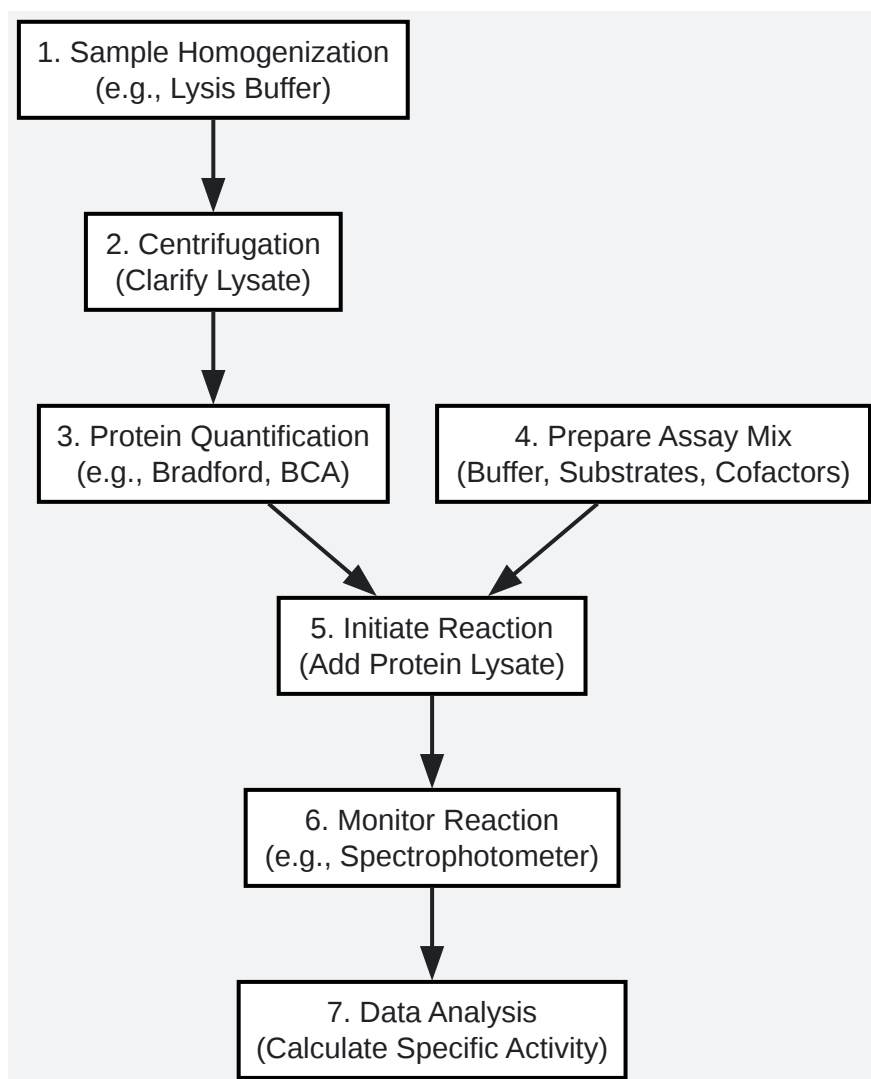 1. Sample Homogenization
(e.g., Lysis Buffer)
2. Centrifugation
(Clarify Lysate)
3. Protein Quantification
(e.g., Bradford, BCA)
4. Prepare Assay Mix
(Buffer, Substrates, Cofactors)
5. Initiate Reaction
(Add Protein Lysate)
6. Monitor Reaction
(e.g., Spectrophotometer)
7. Data Analysis
(Calculate Specific Activity)